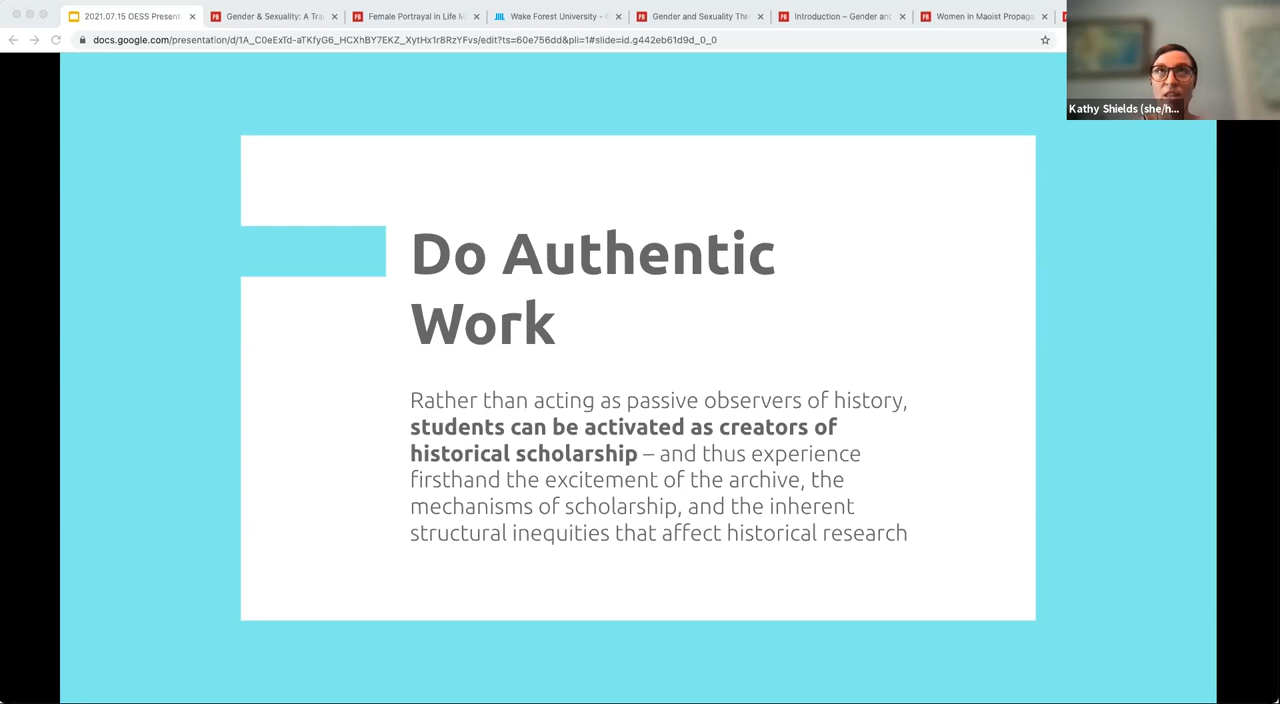 2021.07.15 OESS Present
Gender & Sexuality: A Tra
Female Portrayal in Life M
Wake Forest University - G
Gender and Sexuality Thr
Introduction – Gender and
Women in Maoist Propaga
docs.google.com/presentation/d/1A_C0eExTd-aTKfyG6_HCXhBY7EKZ_XytHx1r8RzYFvs/edit?ts=60e756dd&pli=1#slide=id.g442eb61d9d_0_0
Kathy Shields (she/h...
Do Authentic
Work
Rather than acting as passive observers of history,
students can be activated as creators of
historical scholarship – and thus experience
firsthand the excitement of the archive, the
mechanisms of scholarship, and the inherent
structural inequities that affect historical research